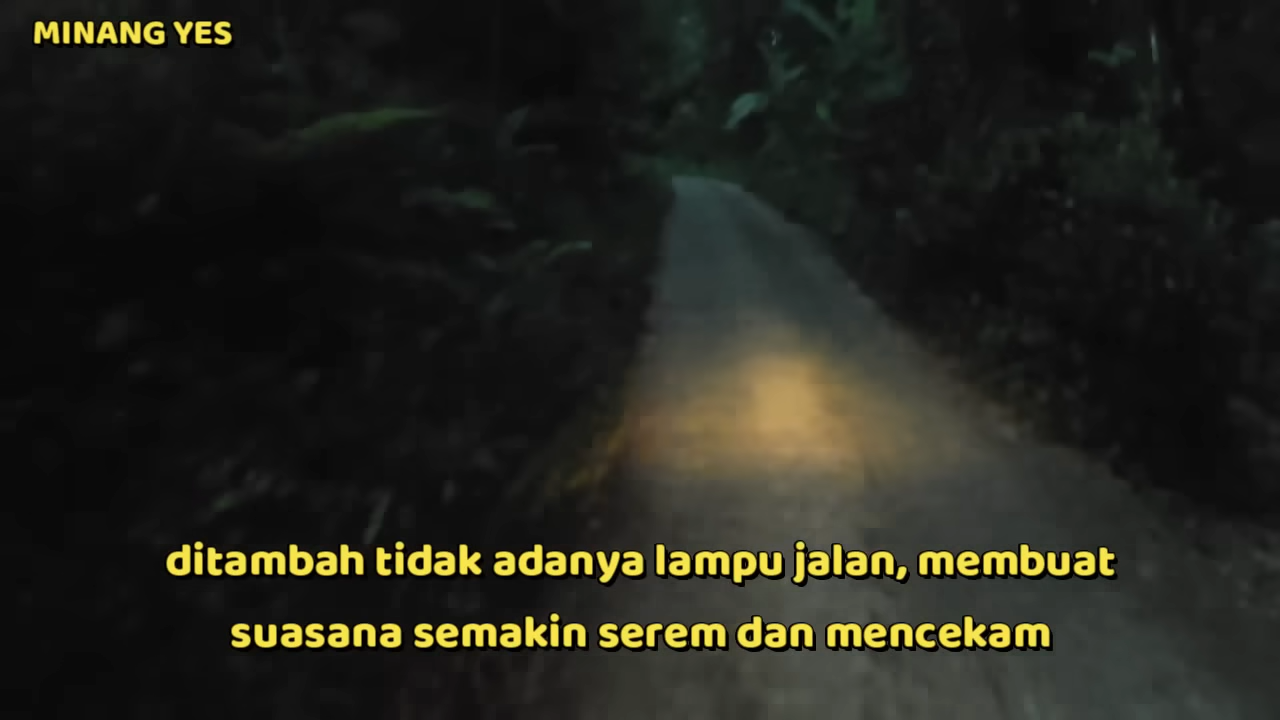 MINANG YES
ditambah tidak adanya lampu jalan, membuat
suasana semakin serem dan mencekam